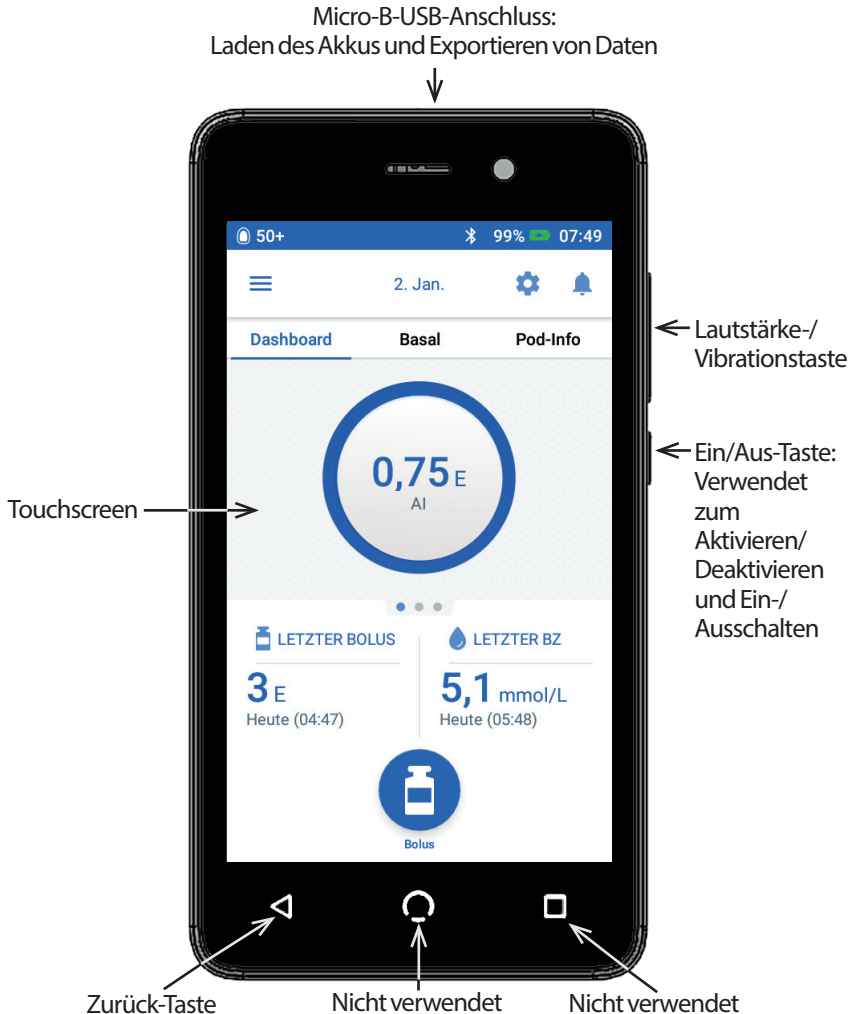 Micro-B-USB-Anschluss:
Laden des Akkus und Exportieren von Daten
50+
99%
07:49
2. Jan.
Dashboard
Basal
Pod-Info
Lautstärke-/
Vibrationstaste
0,75 E
AI
Ein/Aus-Taste:
Verwendet
zum
Aktivieren/
Deaktivieren
und Ein-/
Ausschalten
Touchscreen
LETZTER BOLUS
3 E
Heute (04:47)
LETZTER BZ
5,1 mmol/L
Heute (05:48)
Bolus
Zurück-Taste
Nicht verwendet
Nicht verwendet